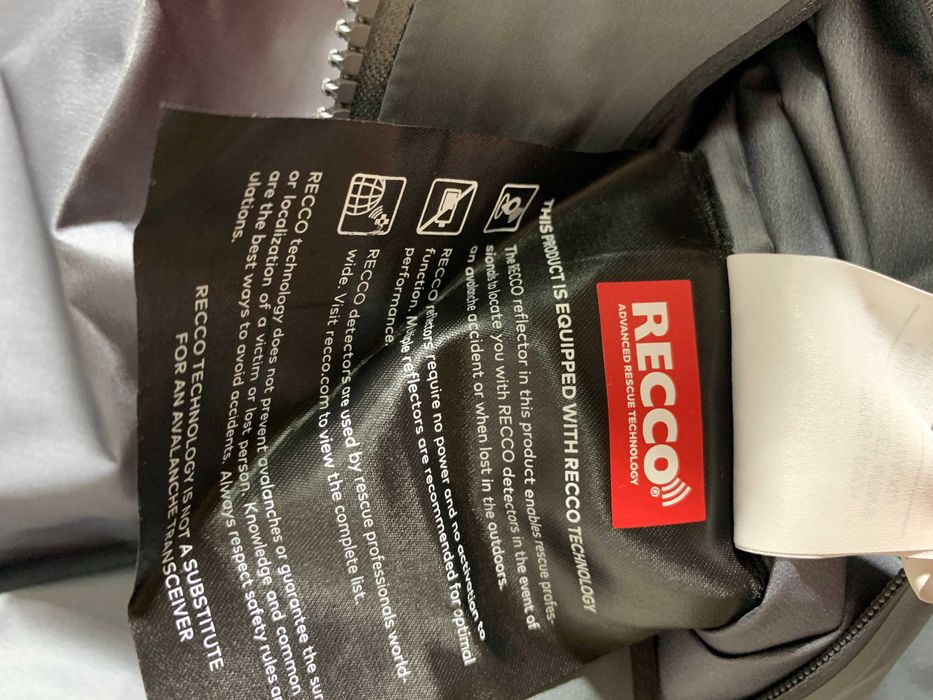 RECCO®
ADVANCED RESCUE TECHNOLOGY
THIS PRODUCT IS EQUIPPED WITH RECCO TECHNOLOGY
The RECCO reflector in this product enables rescue profes-
sionals to locate you with RECCO detectors in the event of
an avalanche accident or when lost in the outdoors.
RECCO reflectors require no power and no activation to
function. Multiple reflectors are recommended for optimal
performance.
RECCO detectors are used by rescue professionals world-
wide. Visit recco.com to view the complete list.
RECCO technology does not prevent avalanches or guarantee the sur
or localization of a victim or lost person. Knowledge and common
are the best ways to avoid accidents. Always respect safety rules a
ulations.
RECCO TECHNOLOGY IS NOT A SUBSTITUTE
FOR AN AVALANCHE TRANSCEIVER